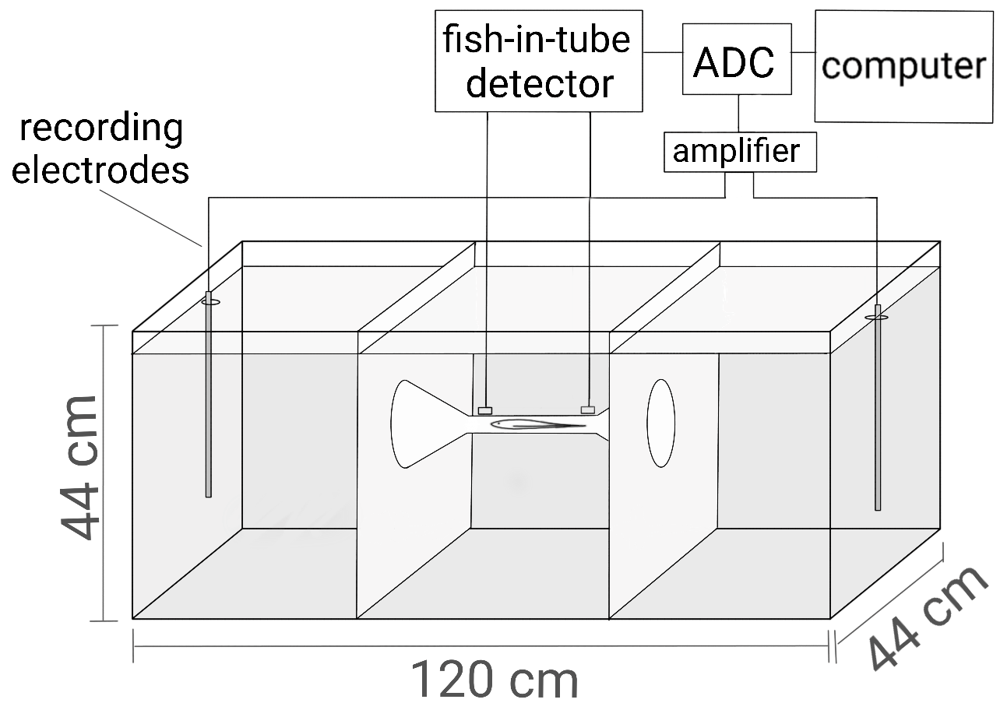 fish-in-tube
detector
ADC
computer
amplifier
recording
electrodes
44 cm
120 cm
44 cm